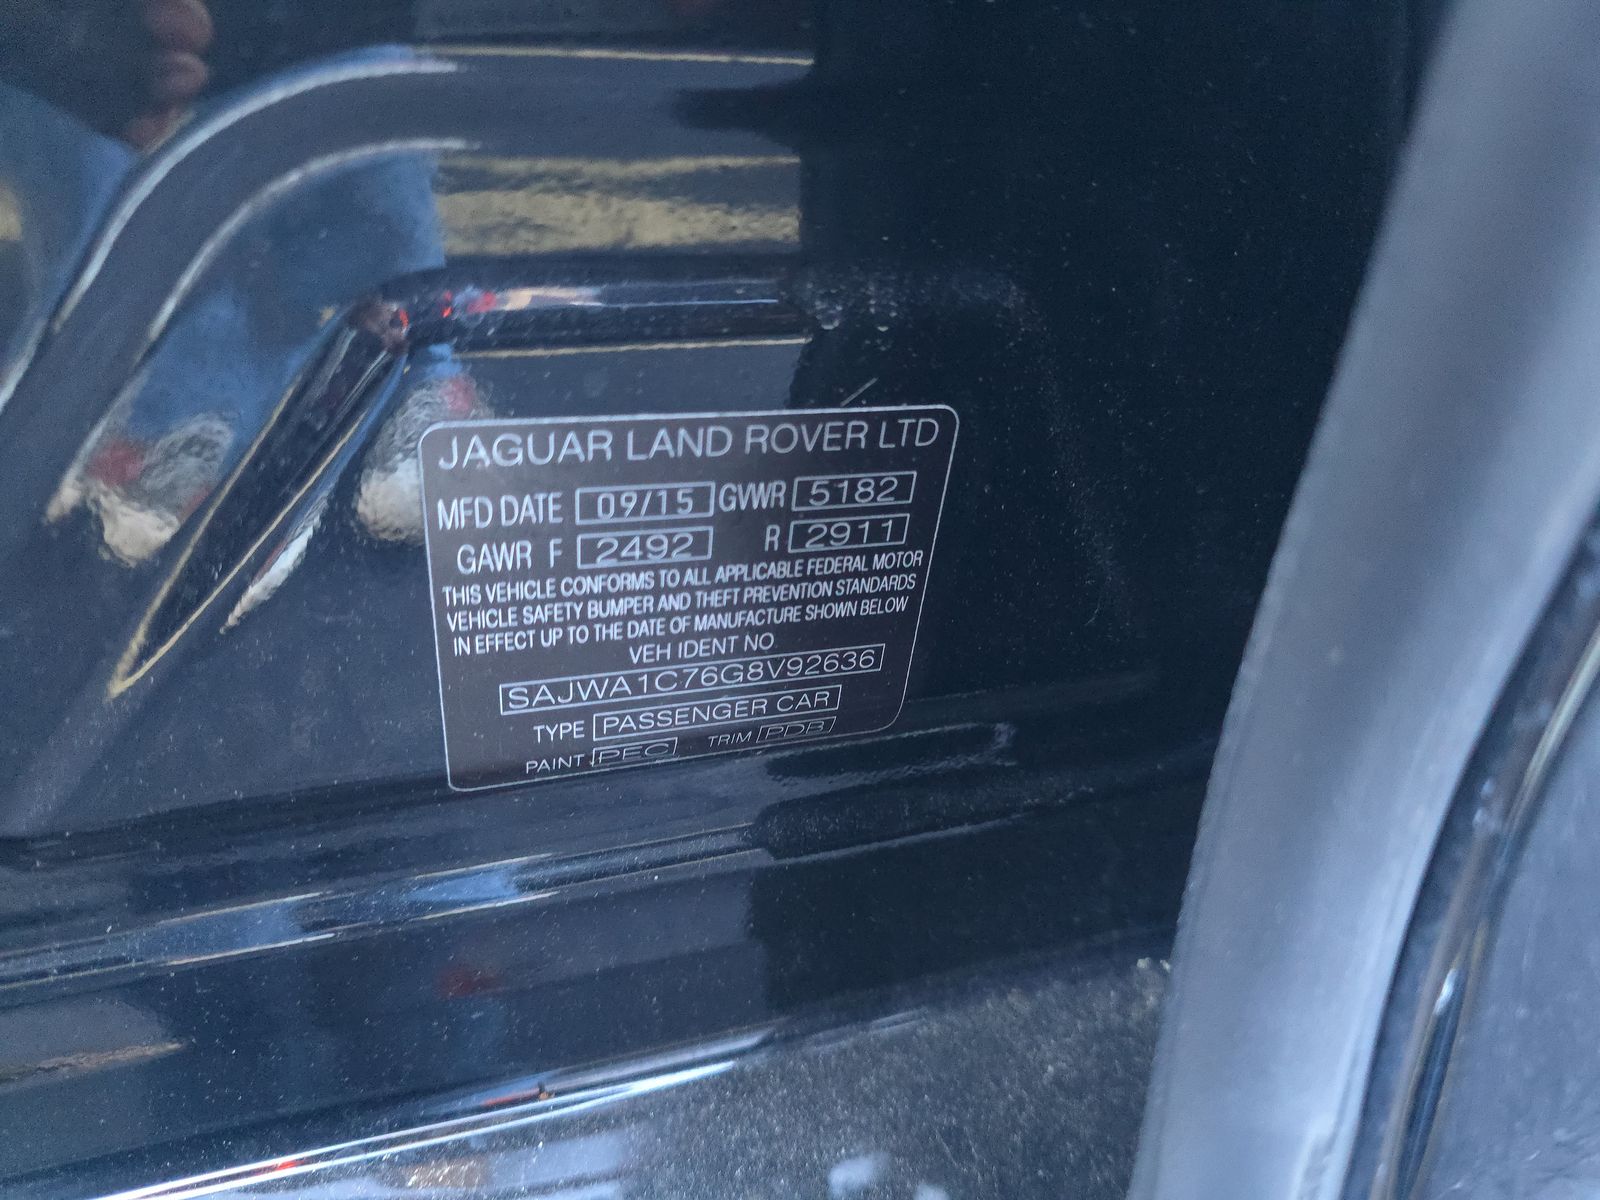 JAGUAR LAND ROVER LTD
MFD DATE 09/15 GVWR 5182
GAWR F 2492 R 2911
THIS VEHICLE CONFORMS TO ALL APPLICABLE FEDERAL MOTOR
VEHICLE SAFETY BUMPER AND THEFT PREVENTION STANDARDS
IN EFFECT UP TO THE DATE OF MANUFACTURE SHOWN BELOW
VEH IDENT NO
SAJWA1C76G8V92636
TYPE PASSENGER CAR
PAINT PEC TRIM PDB